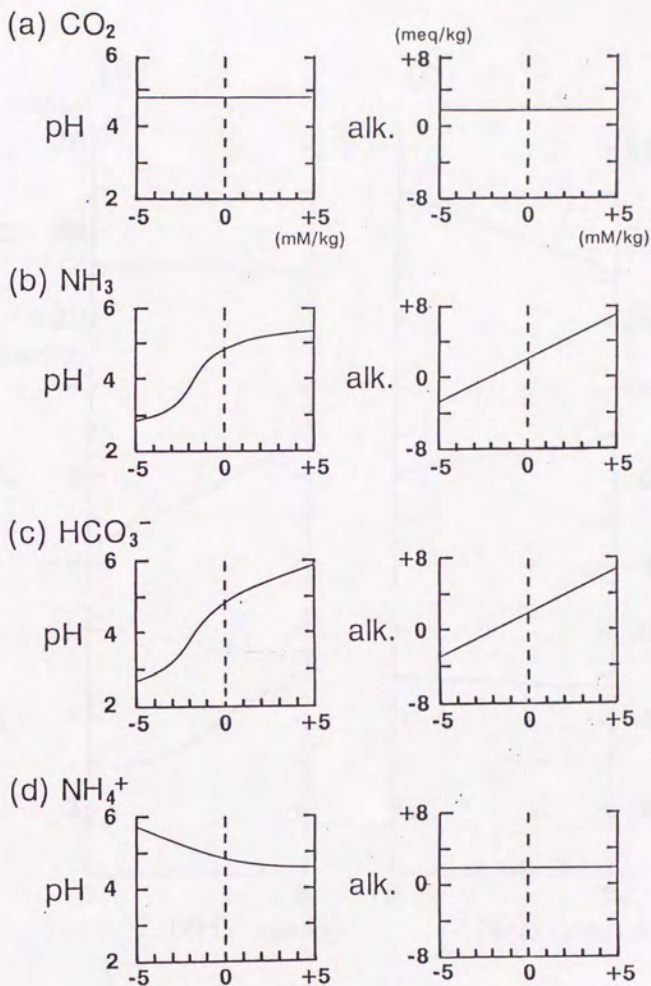 (a) CO₂
(meq/kg)
6
4
2
pH
-5 0 +5
(mM/kg)
+8
0
-8
alk.
-5 0 +5
(mM/kg)
(b) NH₃
6
4
2
pH
-5 0 +5
+8
0
-8
alk.
-5 0 +5
(c) HCO₃⁻
6
4
2
pH
-5 0 +5
+8
0
-8
alk.
-5 0 +5
(d) NH₄⁺
6
4
2
pH
-5 0 +5
+8
0
-8
alk.
-5 0 +5